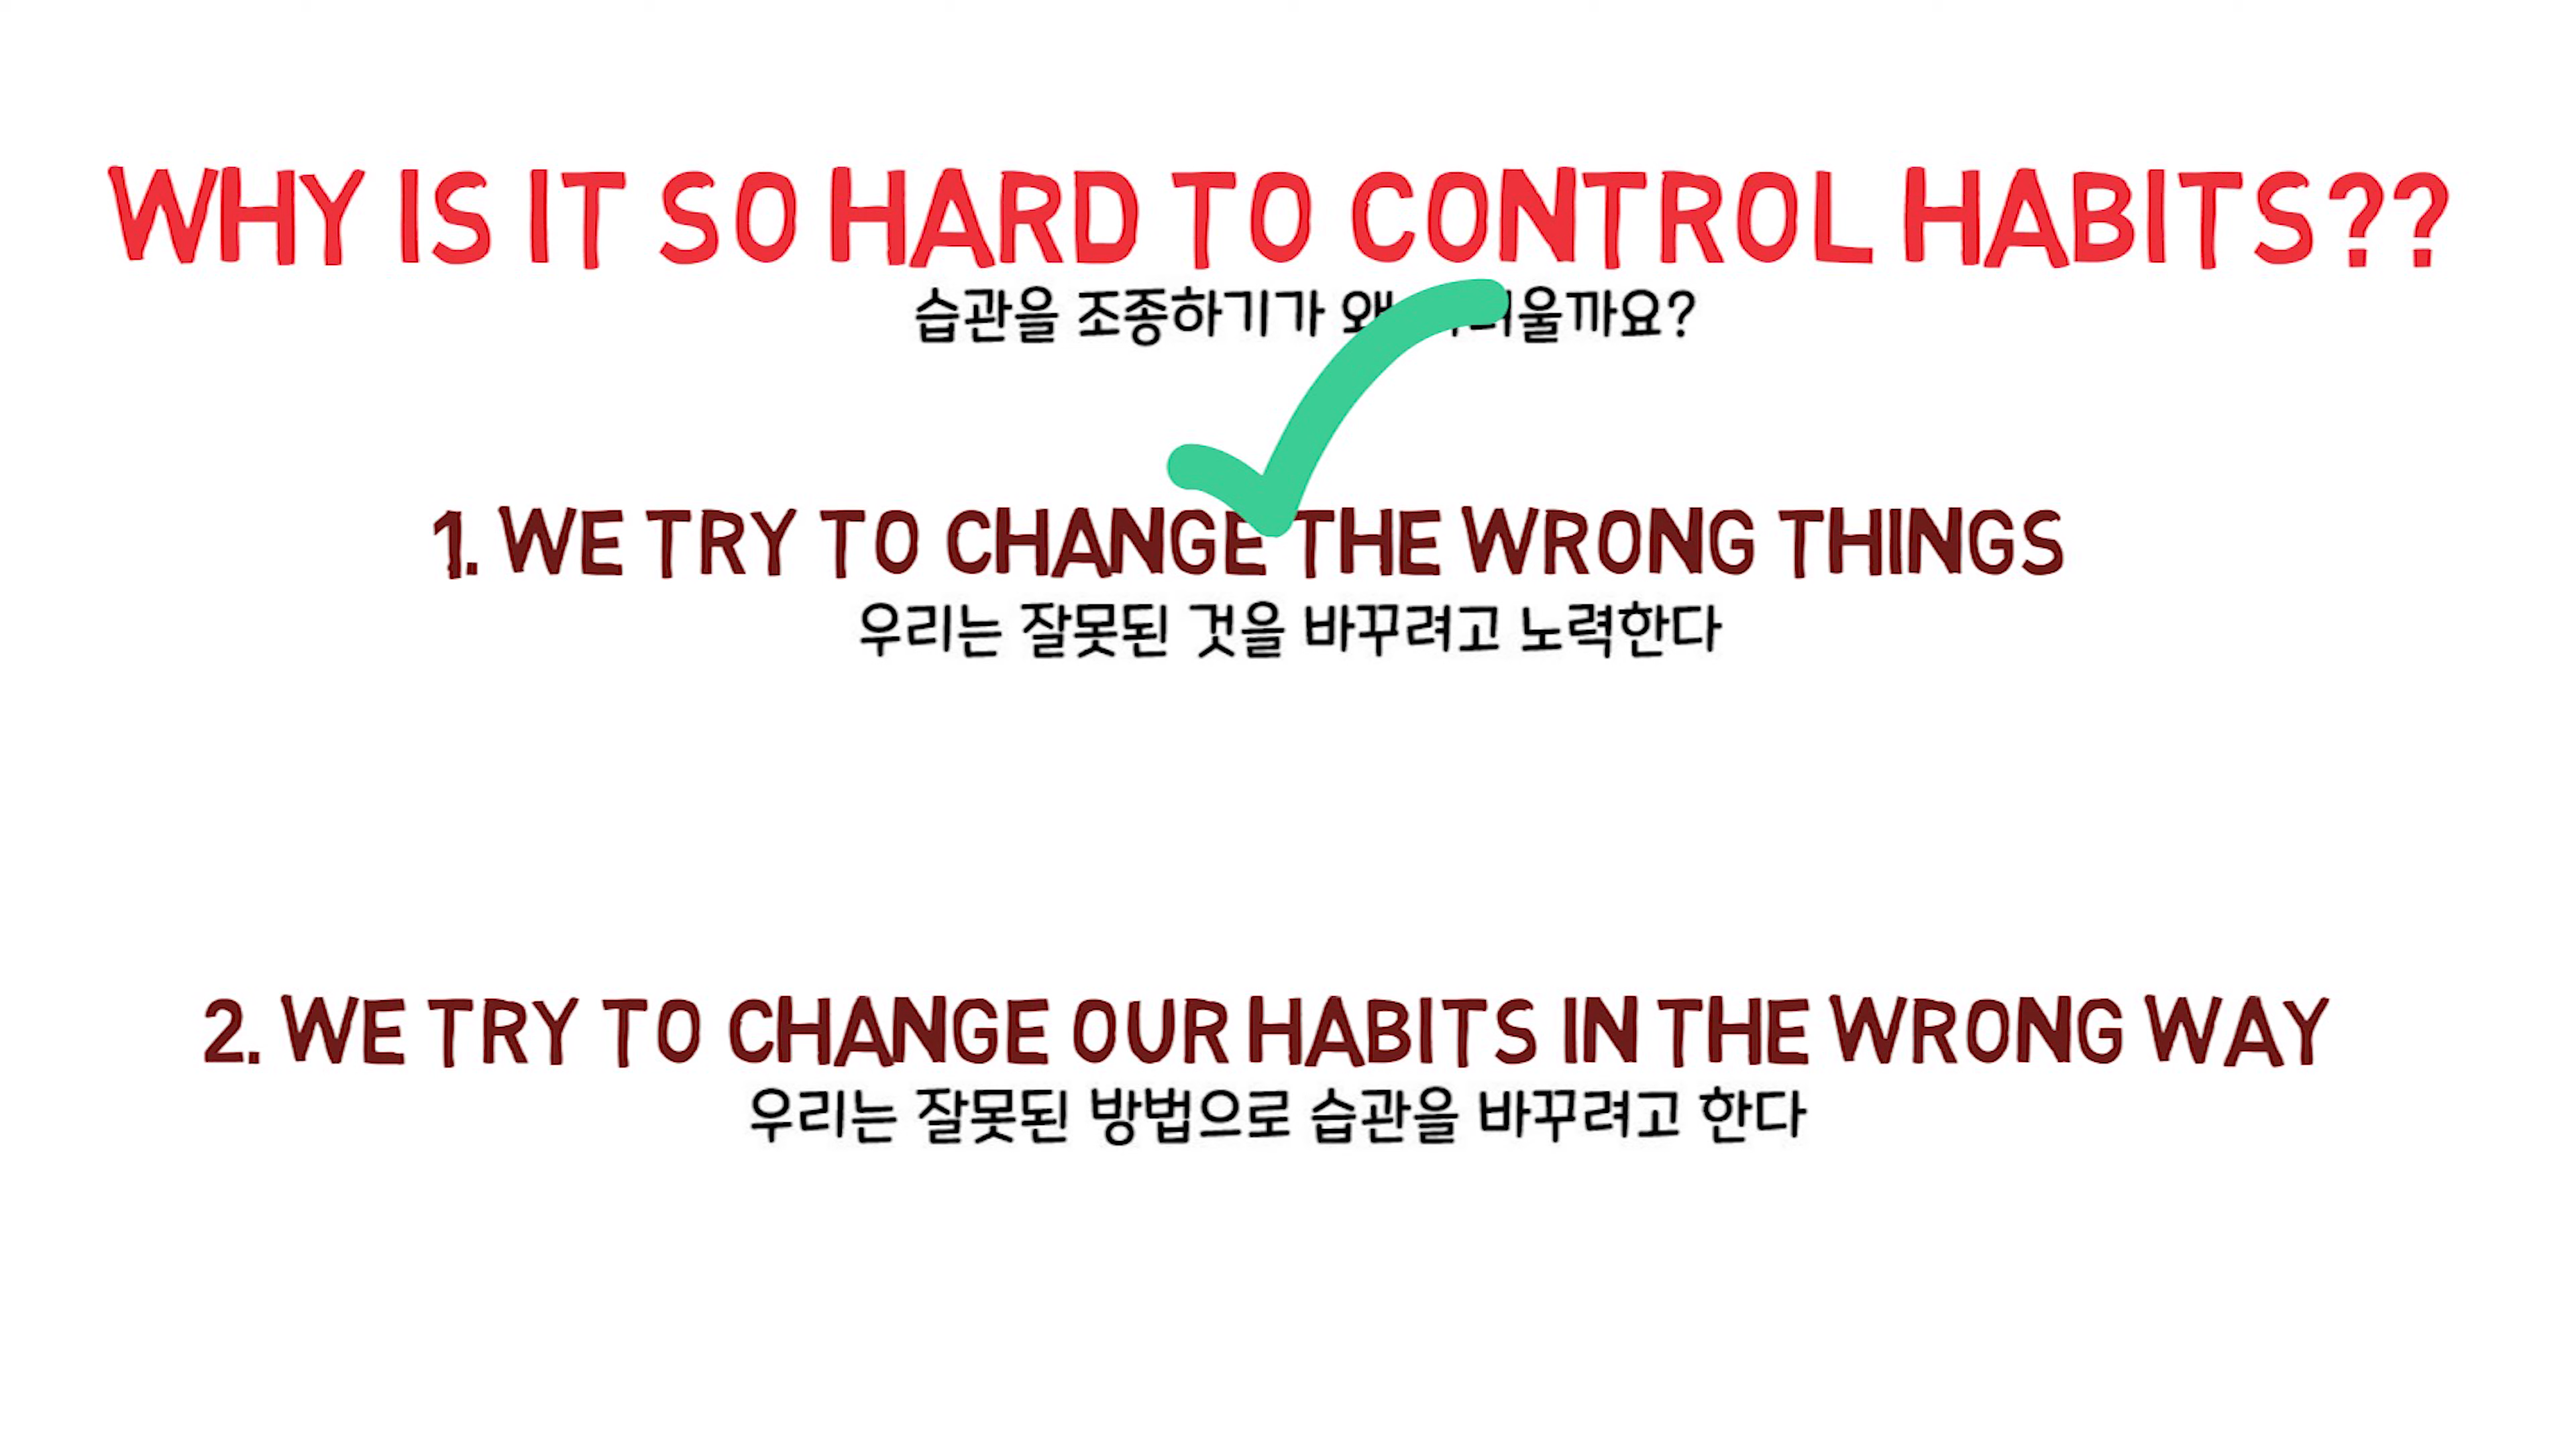 WHY IS IT SO HARD TO CONTROL HABITS??
습관을 조종하기가 왜
1. WE TRY TO CHANGE THE WRONG THINGS
우리는 잘못된 것을 바꾸려고 노력한다
2. WE TRY TO CHANGE OUR HABITS IN THE WRONG WAY
우리는 잘못된 방법으로 습관을 바꾸려고 한다